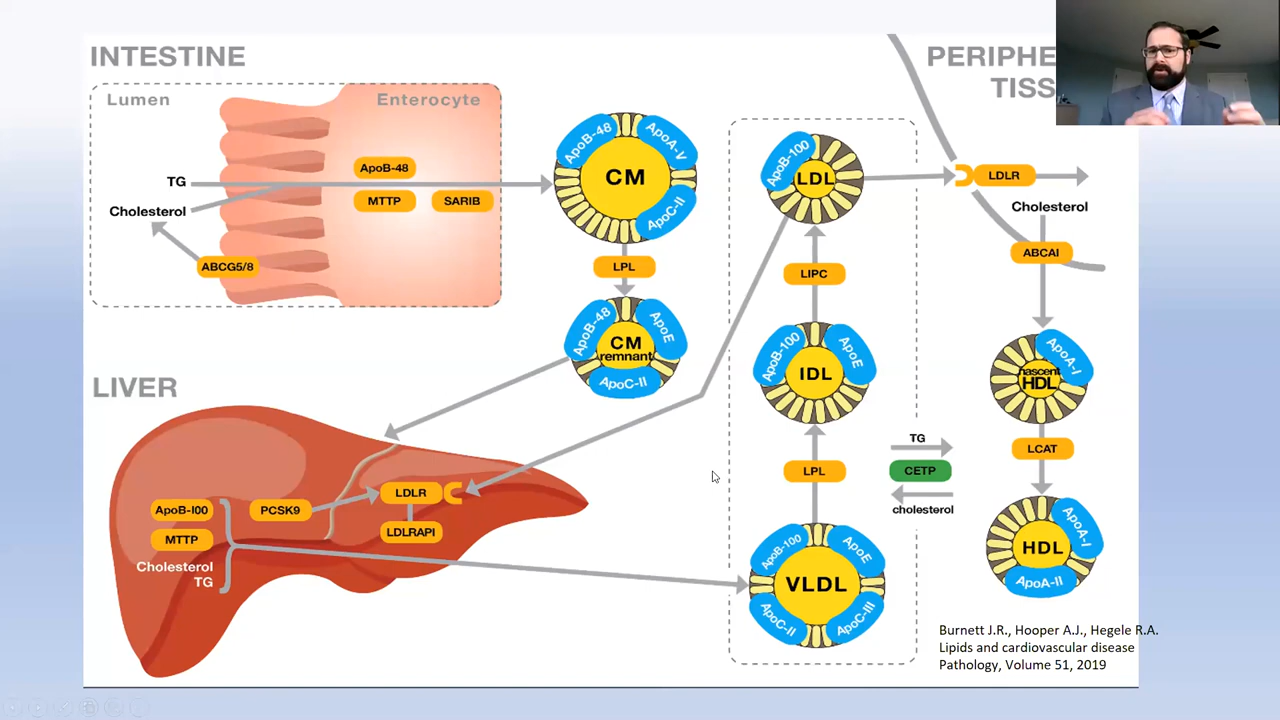 INTESTINE
Lumen
Enterocyte
TG
Cholesterol
ABCG5/8
ApoB-48
MTTP
SARIB
CM
ApoB-48
ApoA-V
ApoC-II
LPL
CM
remnant
ApoB-48
ApoE
ApoC-II
LIVER
ApoB-I00
MTTP
Cholesterol
TG
PCSK9
LDLR
LDLRAPI
LDL
ApoB-100
LIPC
IDL
ApoB-100
ApoE
LPL
VLDL
ApoB-100
ApoE
ApoC-II
ApoC-III
TG
CETP
cholesterol
PERIPHE
TISS
LDLR
Cholesterol
ABCAI
nascent
HDL
ApoA-I
LCAT
HDL
ApoA-I
ApoA-II
Burnett J.R., Hooper A.J., Hegele R.A.
Lipids and cardiovascular disease
Pathology, Volume 51, 2019